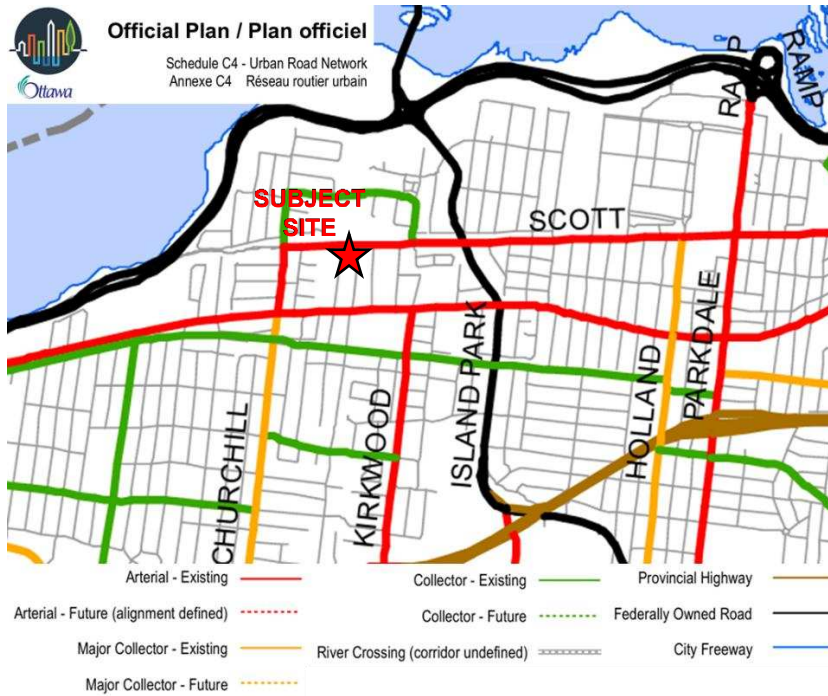 Official Plan / Plan officiel
Schedule C4 - Urban Road Network
Annexe C4 Réseau routier urbain
Ottawa
RAMP
RAMP
SUBJECT
SITE
SCOTT
CHURCHILL
KIRKWOOD
ISLAND PARK
HOLLAND
PARKDALE
Arterial - Existing
Arterial - Future (alignment defined)
Major Collector - Existing
Major Collector - Future
Collector - Existing
Collector - Future
River Crossing (corridor undefined)
Provincial Highway
Federally Owned Road
City Freeway